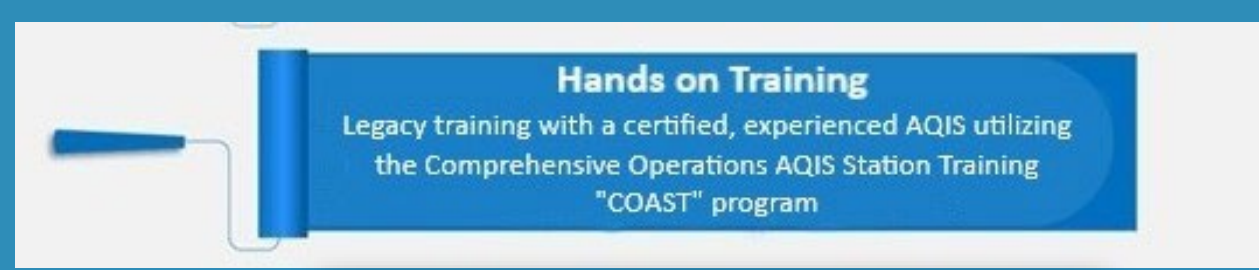 Hands on Training
Legacy training with a certified, experienced AQIS utilizing
the Comprehensive Operations AQIS Station Training
"COAST" program